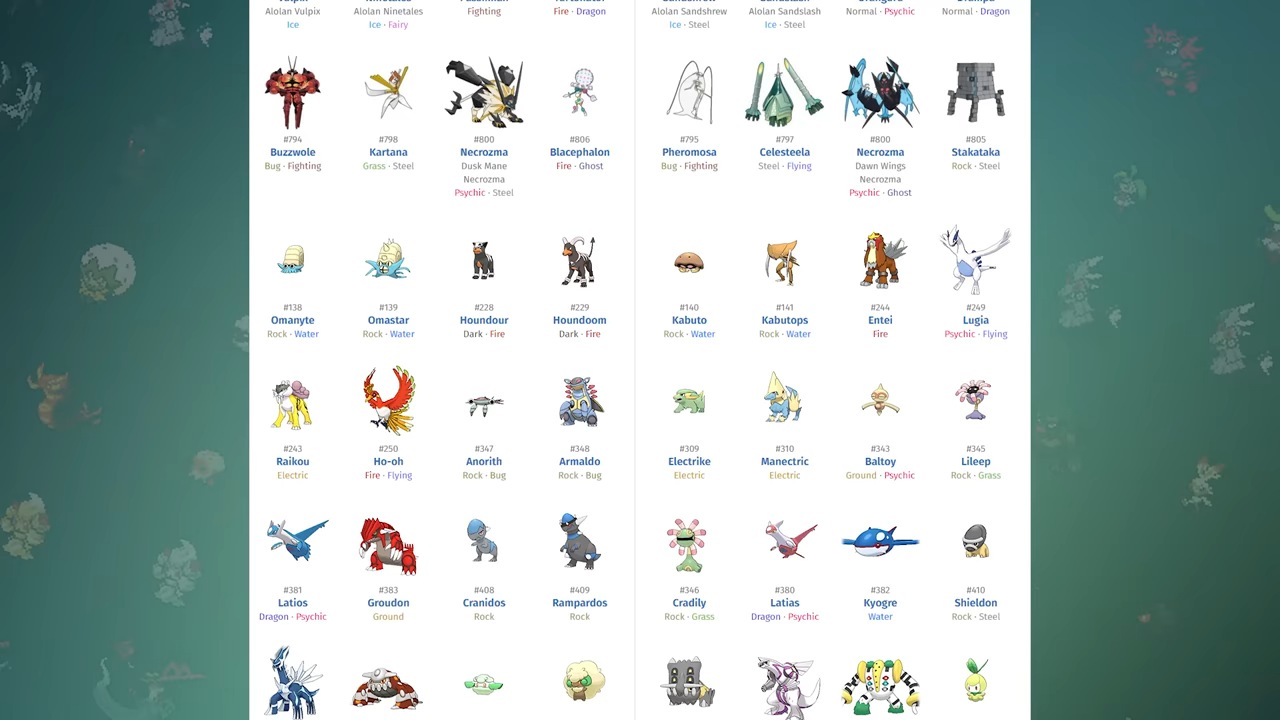 Alolan Vulpix
Ice
Alolan Ninetales
Ice · Fairy
Fighting
Fire · Dragon
#794
Buzzwole
Bug · Fighting
#798
Kartana
Grass · Steel
#800
Necrozma
Dusk Mane
Necrozma
Psychic · Steel
#806
Blacephalon
Fire · Ghost
#138
Omanyte
Rock · Water
#139
Omastar
Rock · Water
#228
Houndour
Dark · Fire
#229
Houndoom
Dark · Fire
#243
Raikou
Electric
#250
Ho-oh
Fire · Flying
#347
Anorith
Rock · Bug
#348
Armaldo
Rock · Bug
#381
Latios
Dragon · Psychic
#383
Groudon
Ground
#408
Cranidos
Rock
#409
Rampardos
Rock
Alolan Sandshrew
Ice · Steel
Alolan Sandslash
Ice · Steel
Normal · Psychic
Normal · Dragon
#795
Pheromosa
Bug · Fighting
#797
Celesteela
Steel · Flying
#800
Necrozma
Dawn Wings
Necrozma
Psychic · Ghost
#805
Stakataka
Rock · Steel
#140
Kabuto
Rock · Water
#141
Kabutops
Rock · Water
#244
Entei
Fire
#249
Lugia
Psychic · Flying
#309
Electrike
Electric
#310
Manectric
Electric
#343
Baltoy
Ground · Psychic
#345
Lileep
Rock · Grass
#346
Cradily
Rock · Grass
#380
Latias
Dragon · Psychic
#382
Kyogre
Water
#410
Shieldon
Rock · Steel